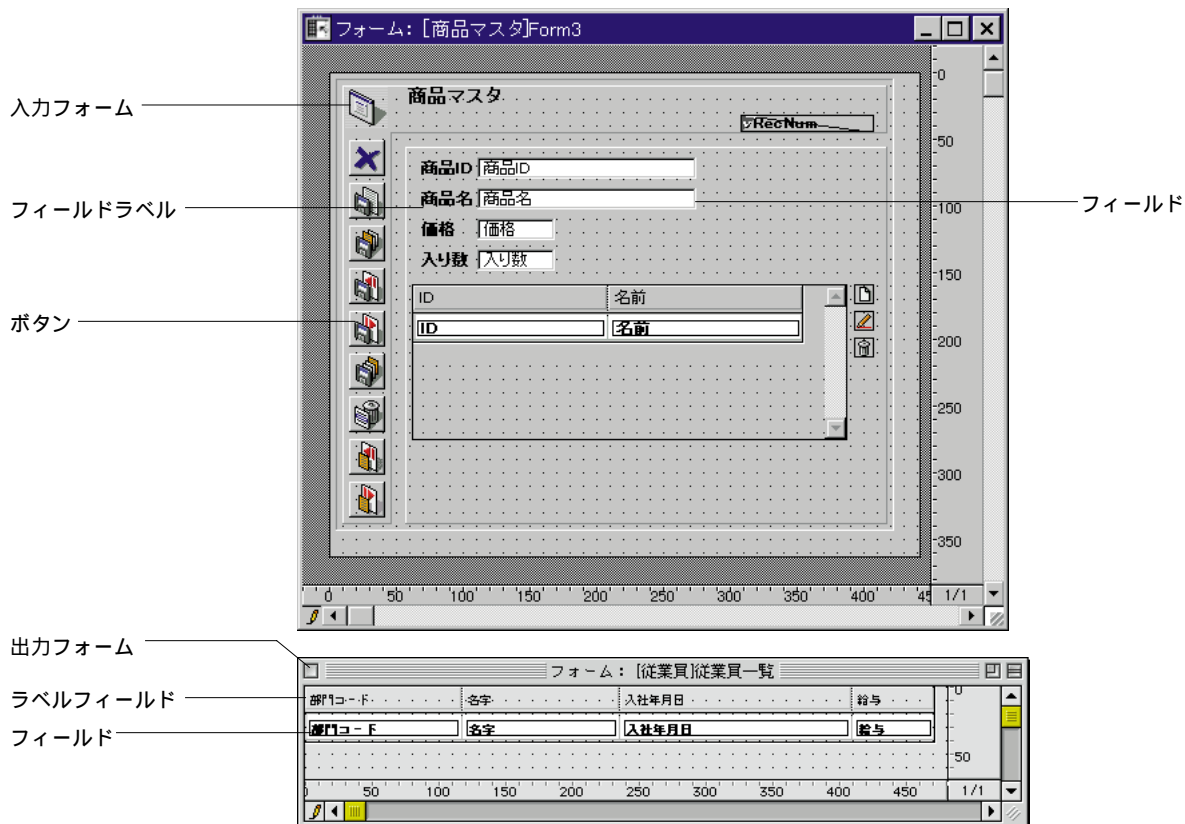 フォーム: [商品マスタ]Form3
入力フォーム
商品マスタ
vRecNum
商品ID 商品ID
フィールドラベル
商品名 商品名
フィールド
価格 価格
入り数 入り数
ID 名前
ボタン
ID 名前
0
50
100
150
200
250
300
350
0 50 100 150 200 250 300 350 400 45 1/1
出力フォーム
フォーム: [従業員]従業員一覧
ラベルフィールド
部門コード 名字 入社年月日 給与
フィールド
部門コード 名字 入社年月日 給与
0
50
50 100 150 200 250 300 350 400 450 1/1